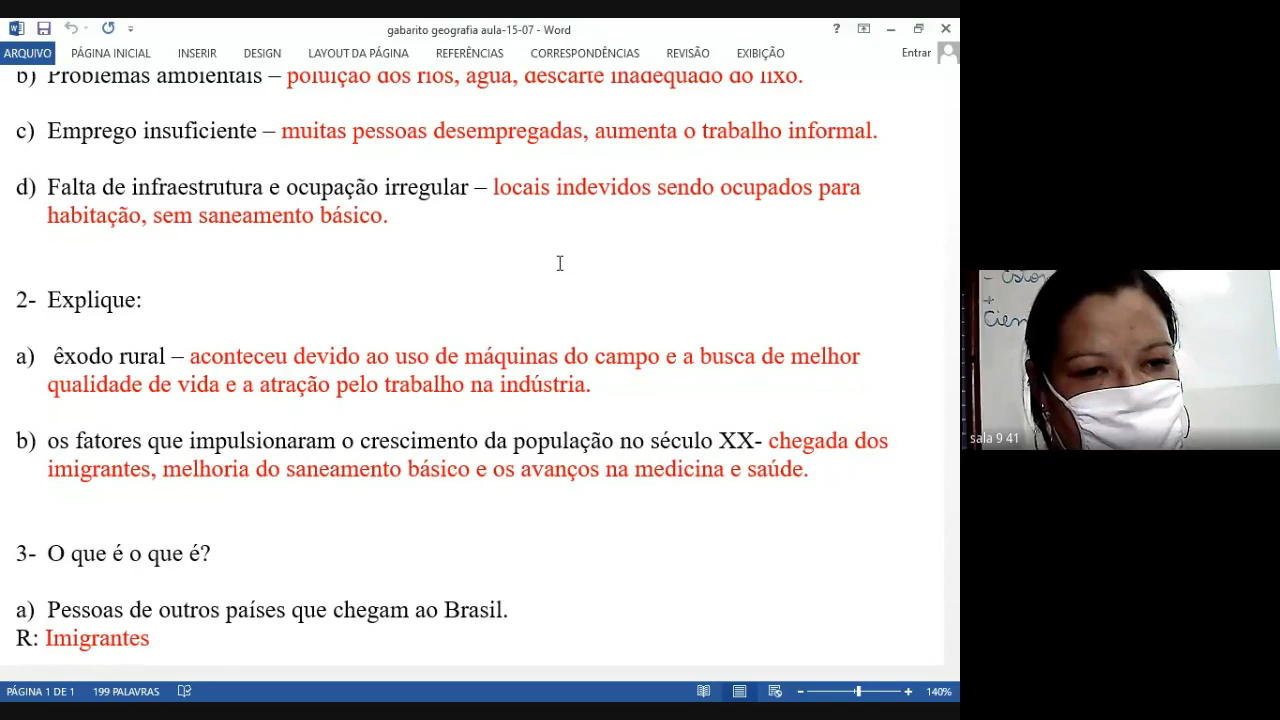 gabarito geografia aula-15-07 - Word
ARQUIVO PÁGINA INICIAL INSERIR DESIGN LAYOUT DA PÁGINA REFERÊNCIAS CORRESPONDÊNCIAS REVISÃO EXIBIÇÃO Entrar
b) Problemas ambientais – poluição dos rios, água, descarte inadequado do lixo.
c) Emprego insuficiente – muitas pessoas desempregadas, aumenta o trabalho informal.
d) Falta de infraestrutura e ocupação irregular – locais indevidos sendo ocupados para
habitação, sem saneamento básico.
2- Explique:
a) êxodo rural – aconteceu devido ao uso de máquinas do campo e a busca de melhor
qualidade de vida e a atração pelo trabalho na indústria.
b) os fatores que impulsionaram o crescimento da população no século XX- chegada dos
imigrantes, melhoria do saneamento básico e os avanços na medicina e saúde.
3- O que é o que é?
a) Pessoas de outros países que chegam ao Brasil.
R: Imigrantes
PÁGINA 1 DE 1 199 PALAVRAS 140%
sala 9 41